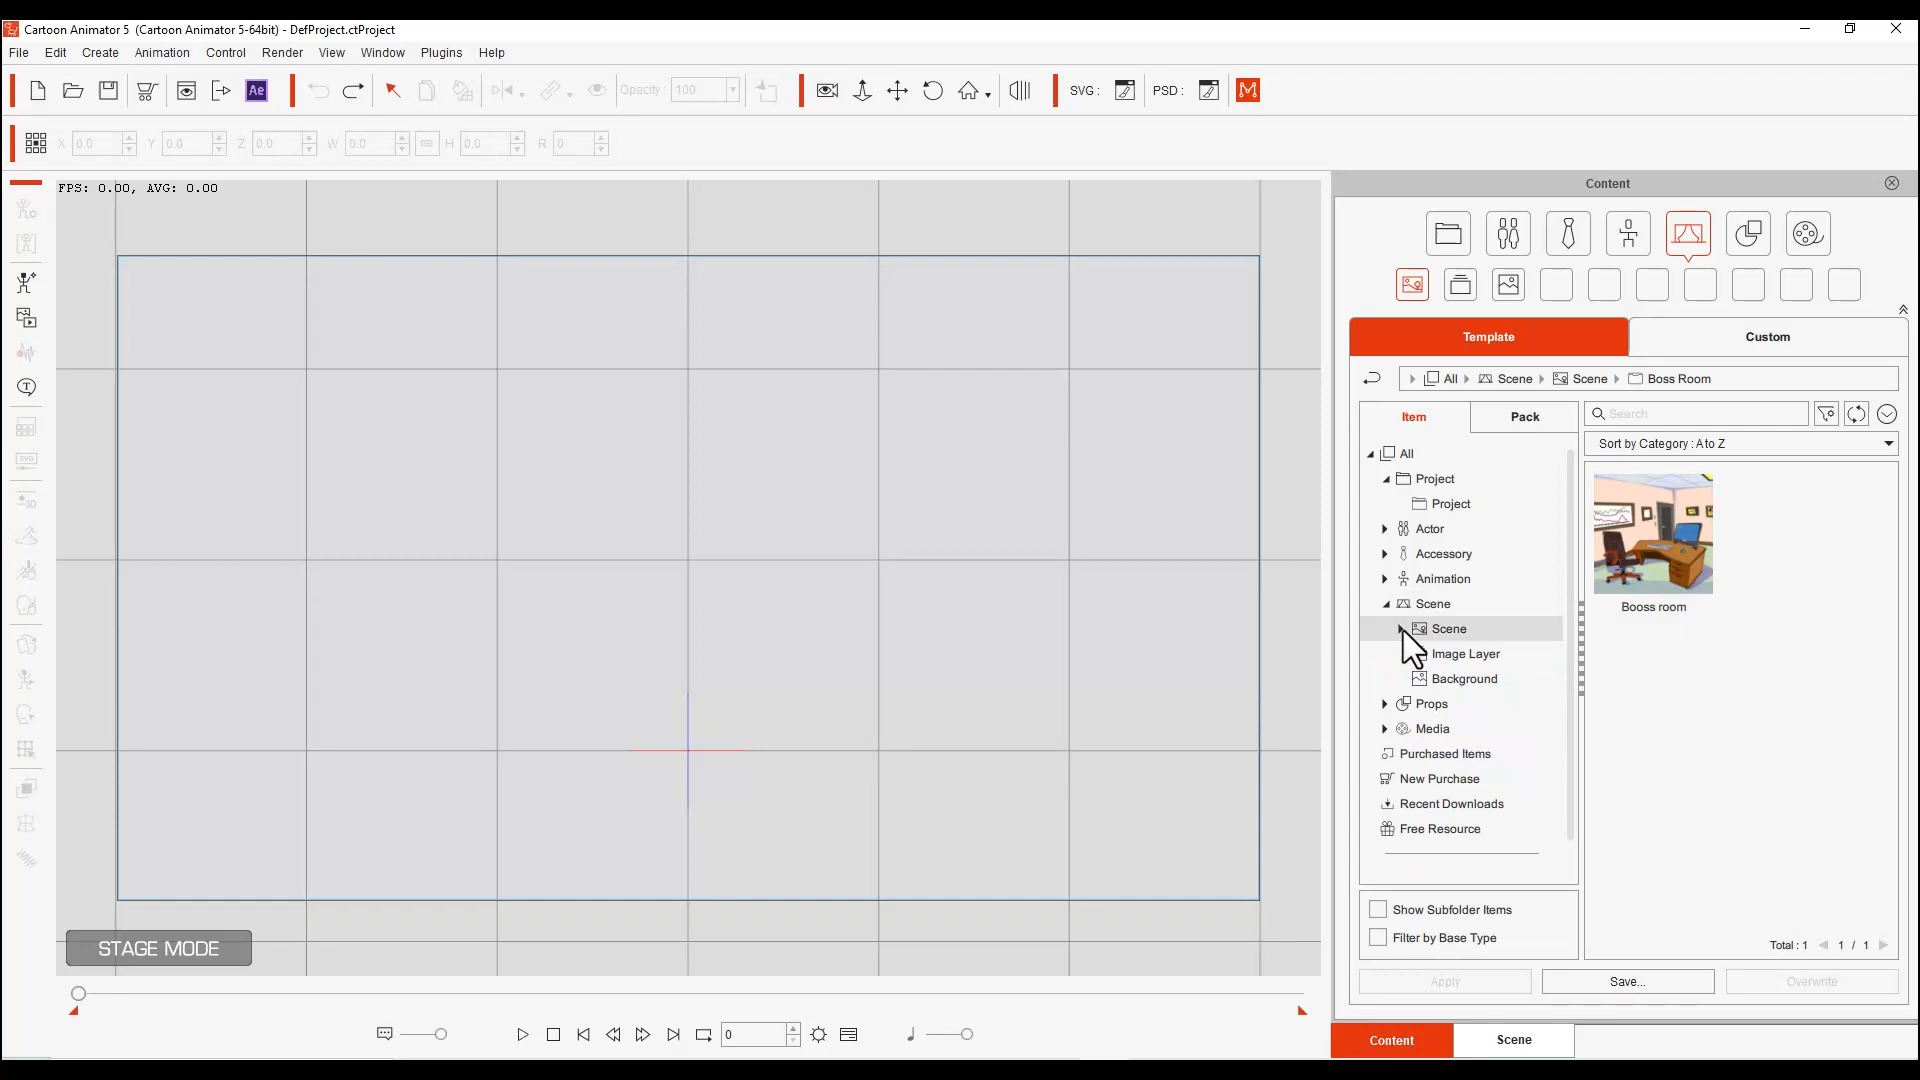 Cartoon Animator 5 (Cartoon Animator 5-64bit) - DefProject.ctProject
File Edit Create Animation Control Render View Window Plugins Help
Ae Opacity : 100 SVG : PSD :
X 0.0 Y 0.0 Z 0.0 W 0.0 H 0.0 R 0
FPS: 0.00, AVG: 0.00
Content
Template Custom
All Scene Scene Boss Room
Item Pack Search
Sort by Category : A to Z
All
Project
Project
Actor
Accessory
Animation
Scene
Scene
Image Layer
Background
Props
Media
Purchased Items
New Purchase
Recent Downloads
Free Resource
Booss room
Show Subfolder Items
Filter by Base Type
Total : 1 1 / 1
Apply Save... Overwrite
STAGE MODE
SVG
3D
0
Content Scene